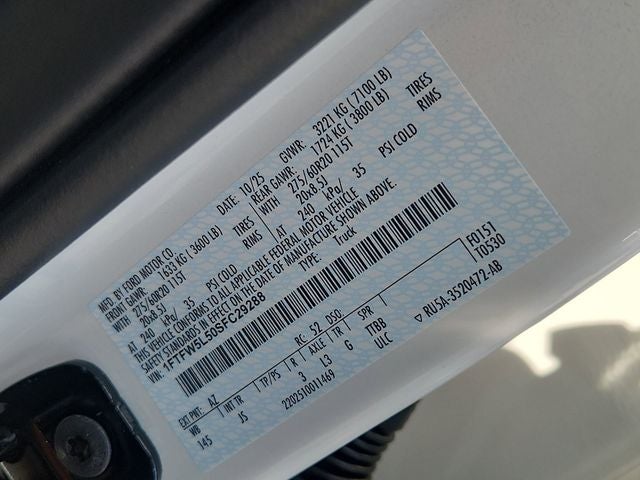 MFD. BY FORD MOTOR CO.
DATE: 10/25 GVWR: 3221 KG ( 7100 LB)
FRONT GAWR: 1633 KG ( 3600 LB) REAR GAWR: 1724 KG ( 3800 LB)
275/60R20 115T TIRES WITH 275/60R20 115T TIRES
20x8.5J RIMS 20x8.5J RIMS
AT 240 kPa/ 35 PSI COLD AT 240 kPa/ 35 PSI COLD
THIS VEHICLE CONFORMS TO ALL APPLICABLE FEDERAL MOTOR VEHICLE
SAFETY STANDARDS IN EFFECT ON THE DATE OF MANUFACTURE SHOWN ABOVE.
VIN: 1FTFW5L50SFC29288 TYPE: Truck
F0151
T0530
EXT PNT: AZ RC: 52 DSO:
WB INT TR TP/PS R AXLE TR SPR
145 JS 3 L3 G TTBB
2202510011469 ULC RU5A-3520472-AB